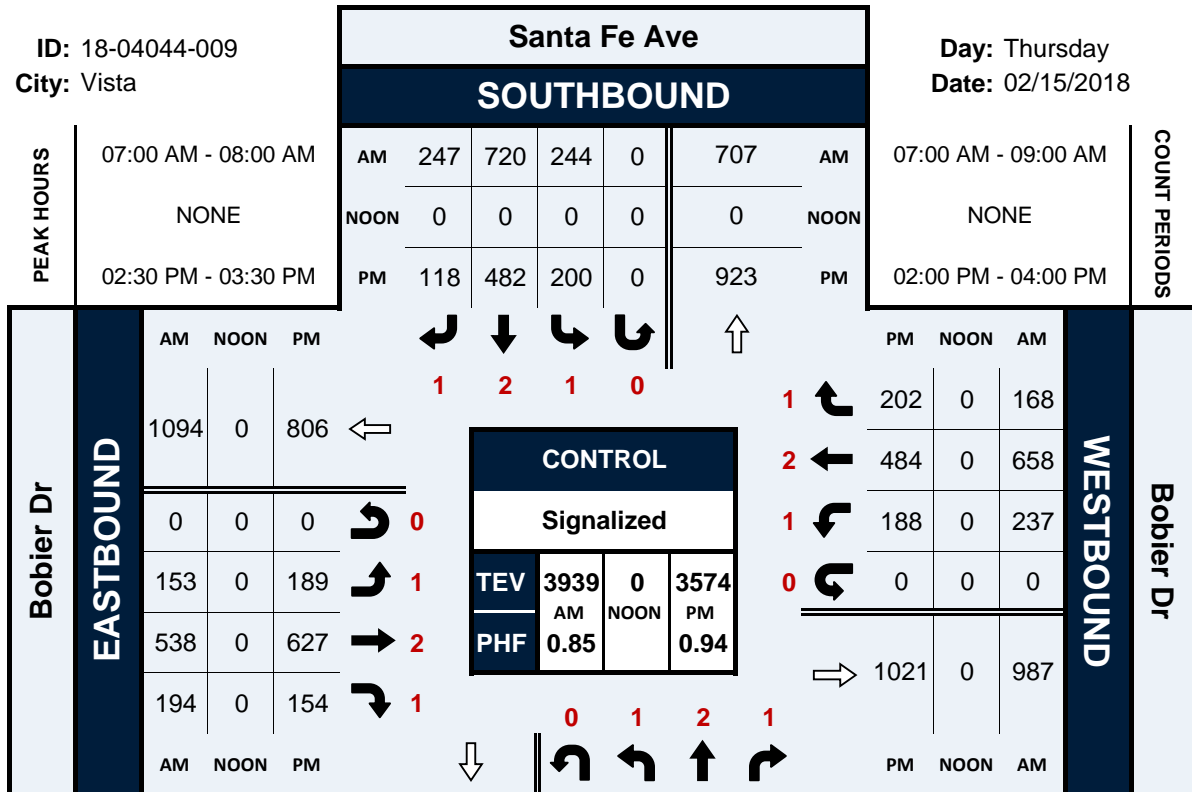 ID: 18-04044-009
City: Vista
Santa Fe Ave
SOUTHBOUND
Day: Thursday
Date: 02/15/2018
PEAK HOURS
07:00 AM - 08:00 AM
NONE
02:30 PM - 03:30 PM
AM 247 720 244 0 707 AM
NOON 0 0 0 0 0 NOON
PM 118 482 200 0 923 PM
1 2 1 0
07:00 AM - 09:00 AM
NONE
02:00 PM - 04:00 PM
COUNT PERIODS
Bobier Dr
EASTBOUND
AM NOON PM
1094 0 806
0 0 0 0
153 0 189 1
538 0 627 2
194 0 154 1
AM NOON PM
CONTROL
Signalized
TEV 3939 0 3574
AM NOON PM
PHF 0.85 0.94
PM NOON AM
1 202 0 168
2 484 0 658
1 188 0 237
0 0 0 0
1021 0 987
PM NOON AM
WESTBOUND
Bobier Dr
0 1 2 1